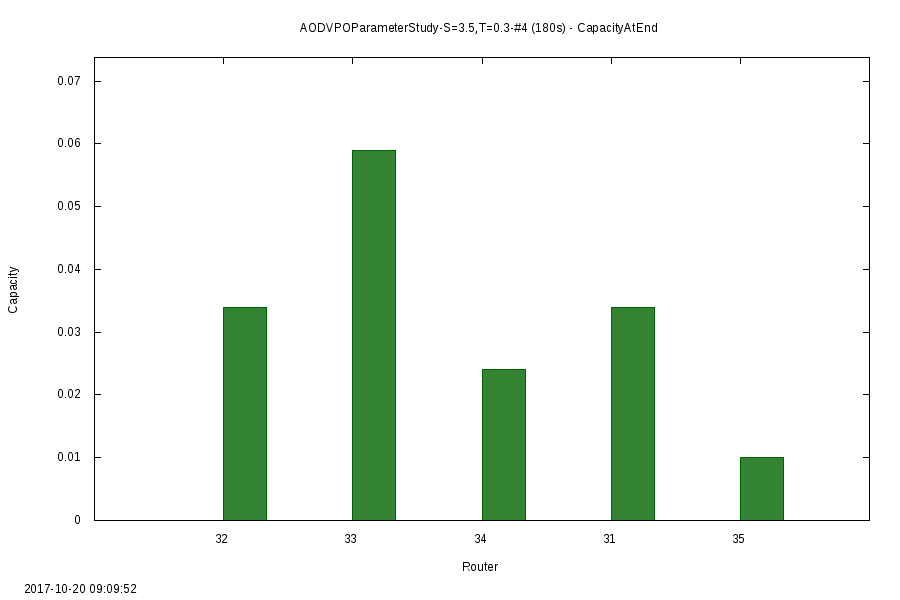 AODVPOParameterStudy-S=3.5,T=0.3-#4 (180s) - CapacityAtEnd
0.07
0.06
0.05
0.04
0.03
0.02
0.01
0
Capacity
32 33 34 31 35
Router
2017-10-20 09:09:52